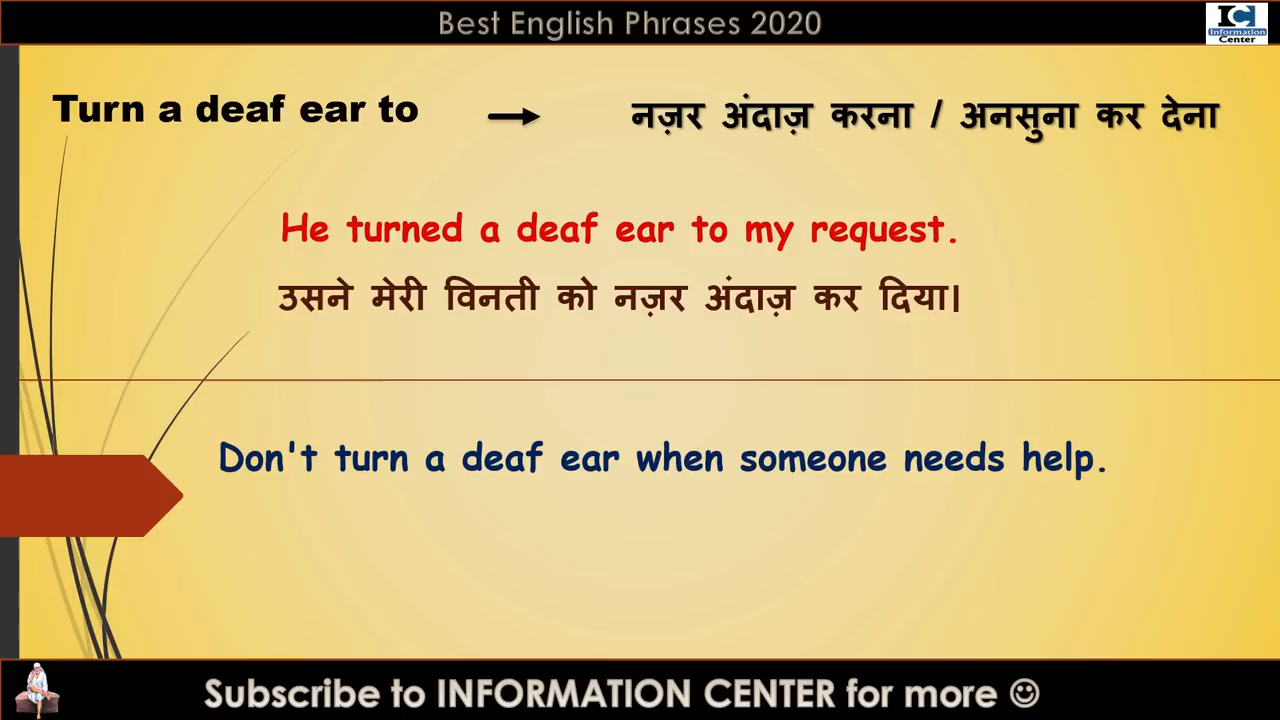 Best English Phrases 2020
IC
Information
Center
Turn a deaf ear to → नज़र अंदाज़ करना / अनसुना कर देना
He turned a deaf ear to my request.
उसने मेरी विनती को नज़र अंदाज़ कर दिया।
Don't turn a deaf ear when someone needs help.
Subscribe to INFORMATION CENTER for more ☺